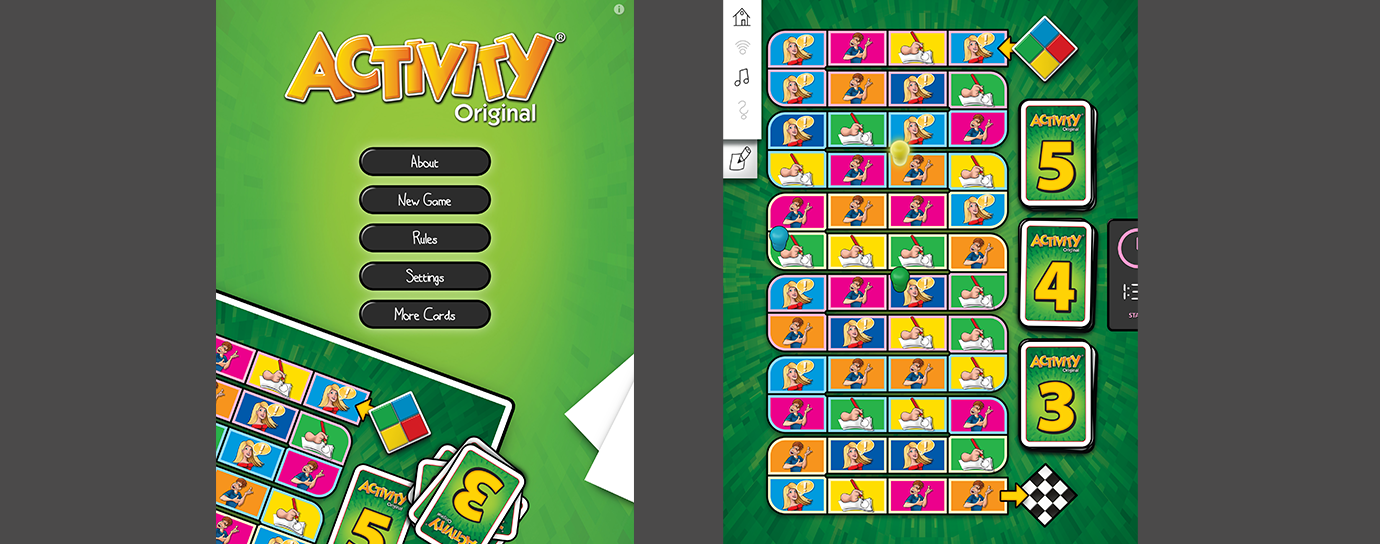 ACTIVITY®
Original
About
New Game
Rules
Settings
More Cards
ACTIVITY
Original
5
ACTIVITY
3
ACTIVITY
Original
5
ACTIVITY
Original
4
ACTIVITY
Original
3